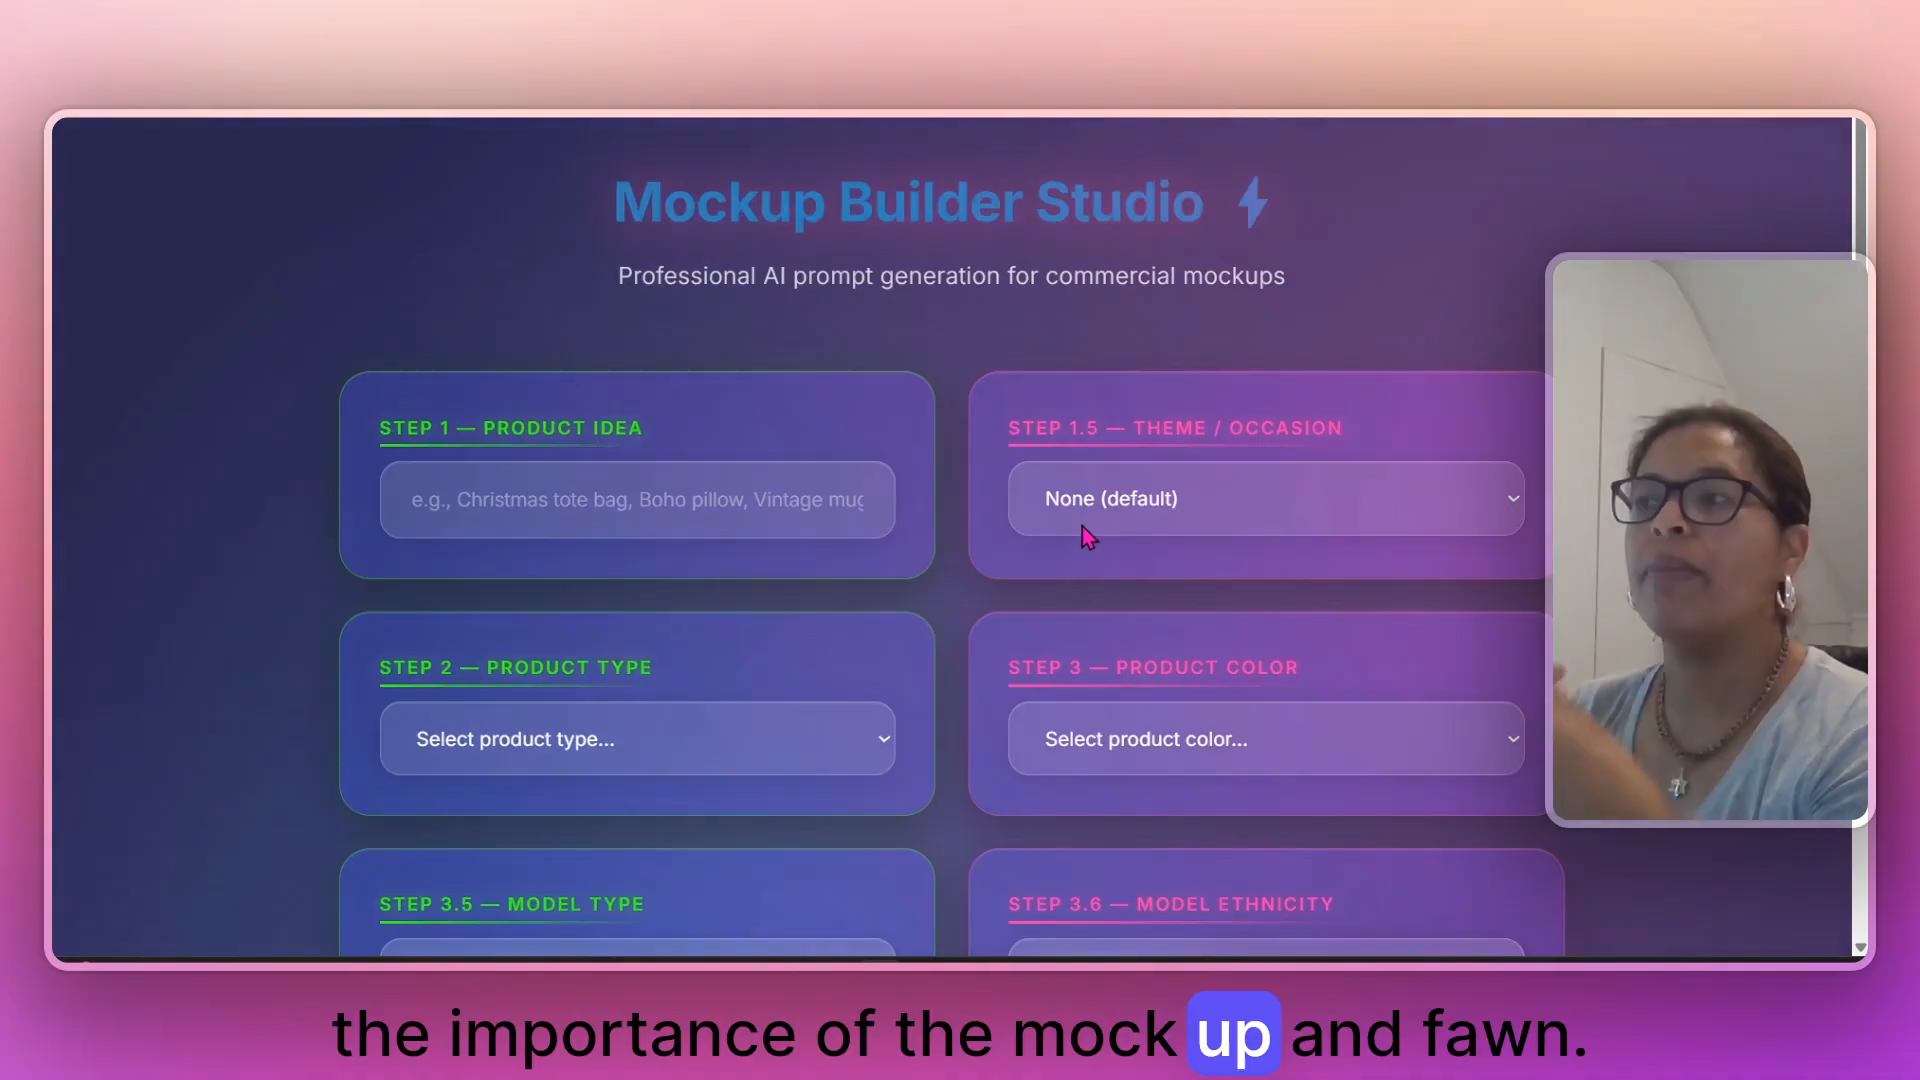 Mockup Builder Studio
Professional AI prompt generation for commercial mockups
STEP 1 — PRODUCT IDEA
e.g., Christmas tote bag, Boho pillow, Vintage mug
STEP 1.5 — THEME / OCCASION
None (default)
STEP 2 — PRODUCT TYPE
Select product type...
STEP 3 — PRODUCT COLOR
Select product color...
STEP 3.5 — MODEL TYPE
STEP 3.6 — MODEL ETHNICITY
the importance of the mock up and fawn.